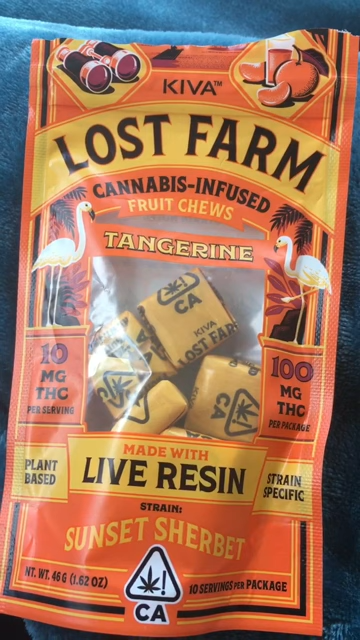 KIVA™
LOST FARM
CANNABIS-INFUSED
FRUIT CHEWS
TANGERINE
CA
KIVA
LOST FAR
CA
10
MG
THC
PER SERVING
100
MG
THC
PER PACKAGE
MADE WITH
LIVE RESIN
PLANT
BASED
STRAIN
SPECIFIC
STRAIN:
SUNSET SHERBET
NT. WT. 46 G (1.62 OZ)
!
CA
10 SERVINGS PER PACKAGE